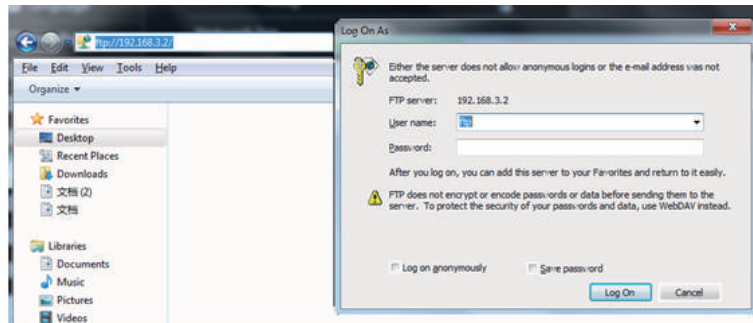 ftp://192.168.3.2/
File Edit View Tools Help
Organize
Favorites
Desktop
Recent Places
Downloads
文档 (2)
文档
Libraries
Documents
Music
Pictures
Videos
Log On As
Either the server does not allow anonymous logins or the e-mail address was not
accepted.
FTP server: 192.168.3.2
User name: ftp
Password:
After you log on, you can add this server to your Favorites and return to it easily.
FTP does not encrypt or encode passwords or data before sending them to the
server. To protect the security of your passwords and data, use WebDAV instead.
Log on anonymously Save password
Log On Cancel